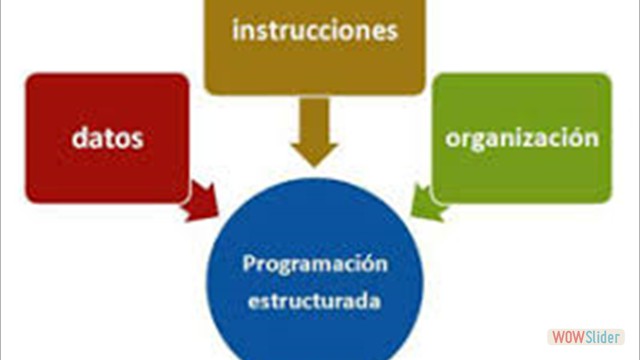 instrucciones
datos
organización
Programación
estructurada
WOWSlider